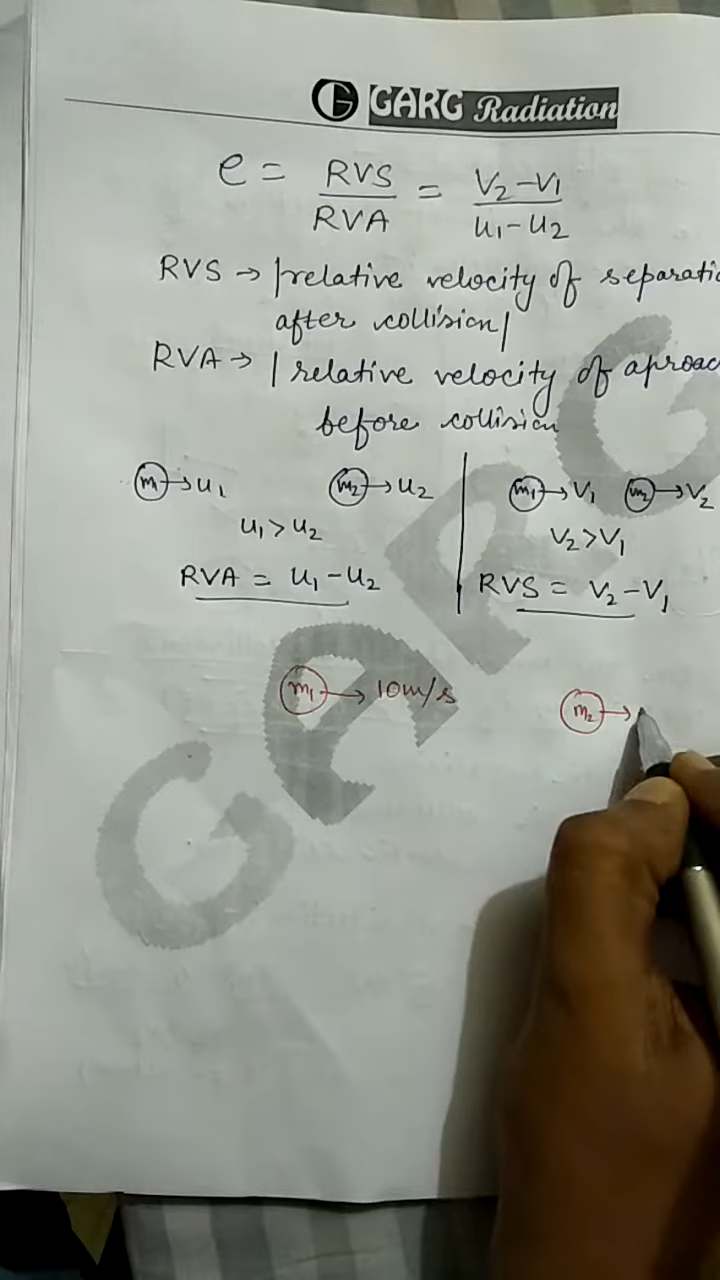 GARG Radiation
e = RVS/RVA = V2-V1/u1-u2
RVS → |relative velocity of separatio
after collision|
RVA → | relative velocity of aproac
before collision
m → u1 m2 → u2 m1 → V1 m2 → V2
u1 > u2 V2 > V1
RVA = u1-u2 RVS = V2-V1
m1 → 10m/s m2 →
GARG